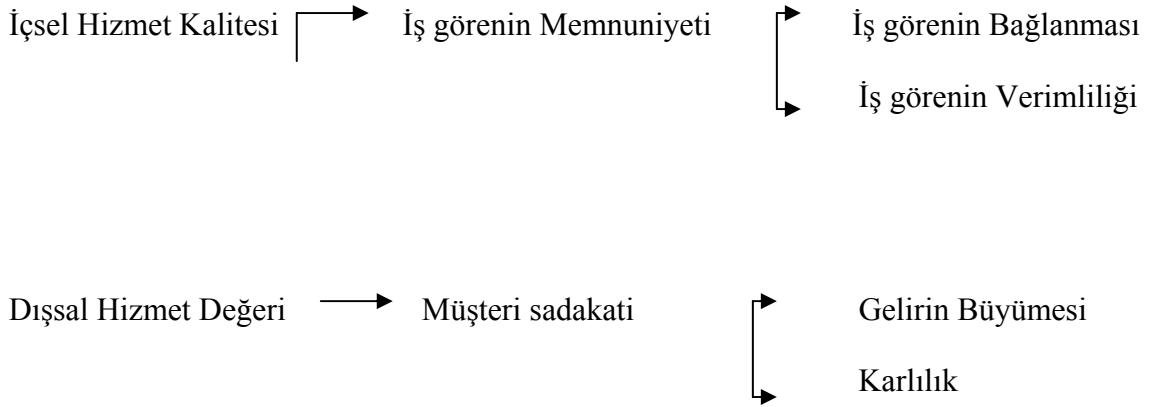 İçsel Hizmet Kalitesi İş görenin Memnuniyeti İş görenin Bağlanması
İş görenin Verimliliği
Dışsal Hizmet Değeri Müşteri sadakati Gelirin Büyümesi
Karlılık